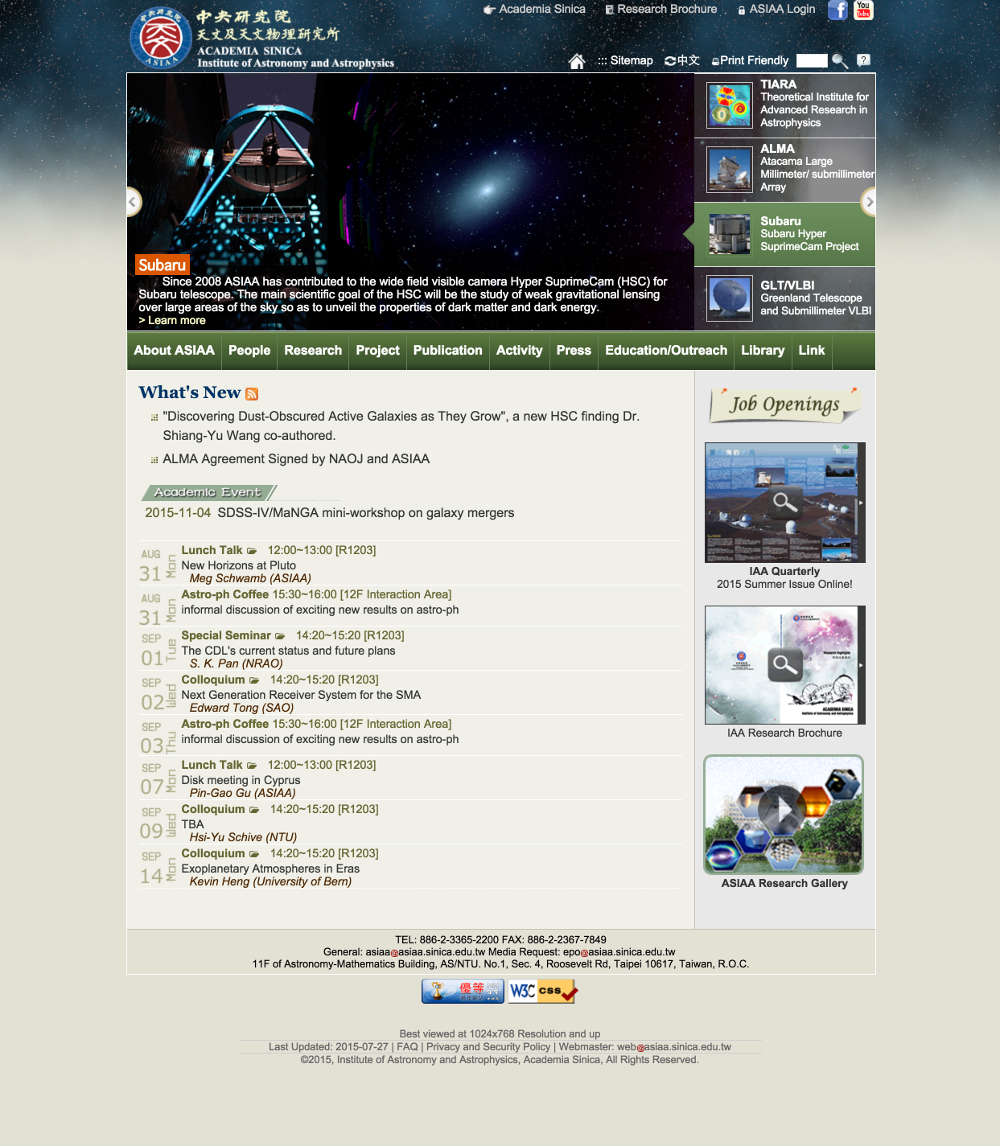 Academia Sinica Research Brochure ASIAA Login
You Tube
中央研究院
天文及天文物理研究所
ACADEMIA SINICA
Institute of Astronomy and Astrophysics
ASIAA
::: Sitemap 中文 Print Friendly
Subaru
Since 2008 ASIAA has contributed to the wide field visible camera Hyper SuprimeCam (HSC) for
Subaru telescope. The main scientific goal of the HSC will be the study of weak gravitational lensing
over large areas of the sky so as to unveil the properties of dark matter and dark energy.
> Learn more
TIARA
Theoretical Institute for
Advanced Research in
Astrophysics
ALMA
Atacama Large
Millimeter/ submillimeter
Array
Subaru
Subaru Hyper
SuprimeCam Project
GLT/VLBI
Greenland Telescope
and Submillimeter VLBI
About ASIAA People Research Project Publication Activity Press Education/Outreach Library Link
What's New
"Discovering Dust-Obscured Active Galaxies as They Grow", a new HSC finding Dr.
Shiang-Yu Wang co-authored.
ALMA Agreement Signed by NAOJ and ASIAA
Academic Event
2015-11-04 SDSS-IV/MaNGA mini-workshop on galaxy mergers
AUG 31 Mon
Lunch Talk 12:00~13:00 [R1203]
New Horizons at Pluto
Meg Schwamb (ASIAA)
AUG 31 Mon
Astro-ph Coffee 15:30~16:00 [12F Interaction Area]
informal discussion of exciting new results on astro-ph
SEP 01 Tue
Special Seminar 14:20~15:20 [R1203]
The CDL's current status and future plans
S. K. Pan (NRAO)
SEP 02 Wed
Colloquium 14:20~15:20 [R1203]
Next Generation Receiver System for the SMA
Edward Tong (SAO)
SEP 03 Thu
Astro-ph Coffee 15:30~16:00 [12F Interaction Area]
informal discussion of exciting new results on astro-ph
SEP 07 Mon
Lunch Talk 12:00~13:00 [R1203]
Disk meeting in Cyprus
Pin-Gao Gu (ASIAA)
SEP 09 Wed
Colloquium 14:20~15:20 [R1203]
TBA
Hsi-Yu Schive (NTU)
SEP 14 Mon
Colloquium 14:20~15:20 [R1203]
Exoplanetary Atmospheres in Eras
Kevin Heng (University of Bern)
Job Openings
IAA Quarterly
2015 Summer Issue Online!
Research Highlights
ACADEMIA SINICA
Institute of Astronomy and Astrophysics
IAA Research Brochure
ASIAA Research Gallery
TEL: 886-2-3365-2200 FAX: 886-2-2367-7849
General: asiaa@asiaa.sinica.edu.tw Media Request: epo@asiaa.sinica.edu.tw
11F of Astronomy-Mathematics Building, AS/NTU. No.1, Sec. 4, Roosevelt Rd, Taipei 10617, Taiwan, R.O.C.
優等
W3C CSS
Best viewed at 1024x768 Resolution and up
Last Updated: 2015-07-27 | FAQ | Privacy and Security Policy | Webmaster: web@asiaa.sinica.edu.tw
©2015, Institute of Astronomy and Astrophysics, Academia Sinica, All Rights Reserved.